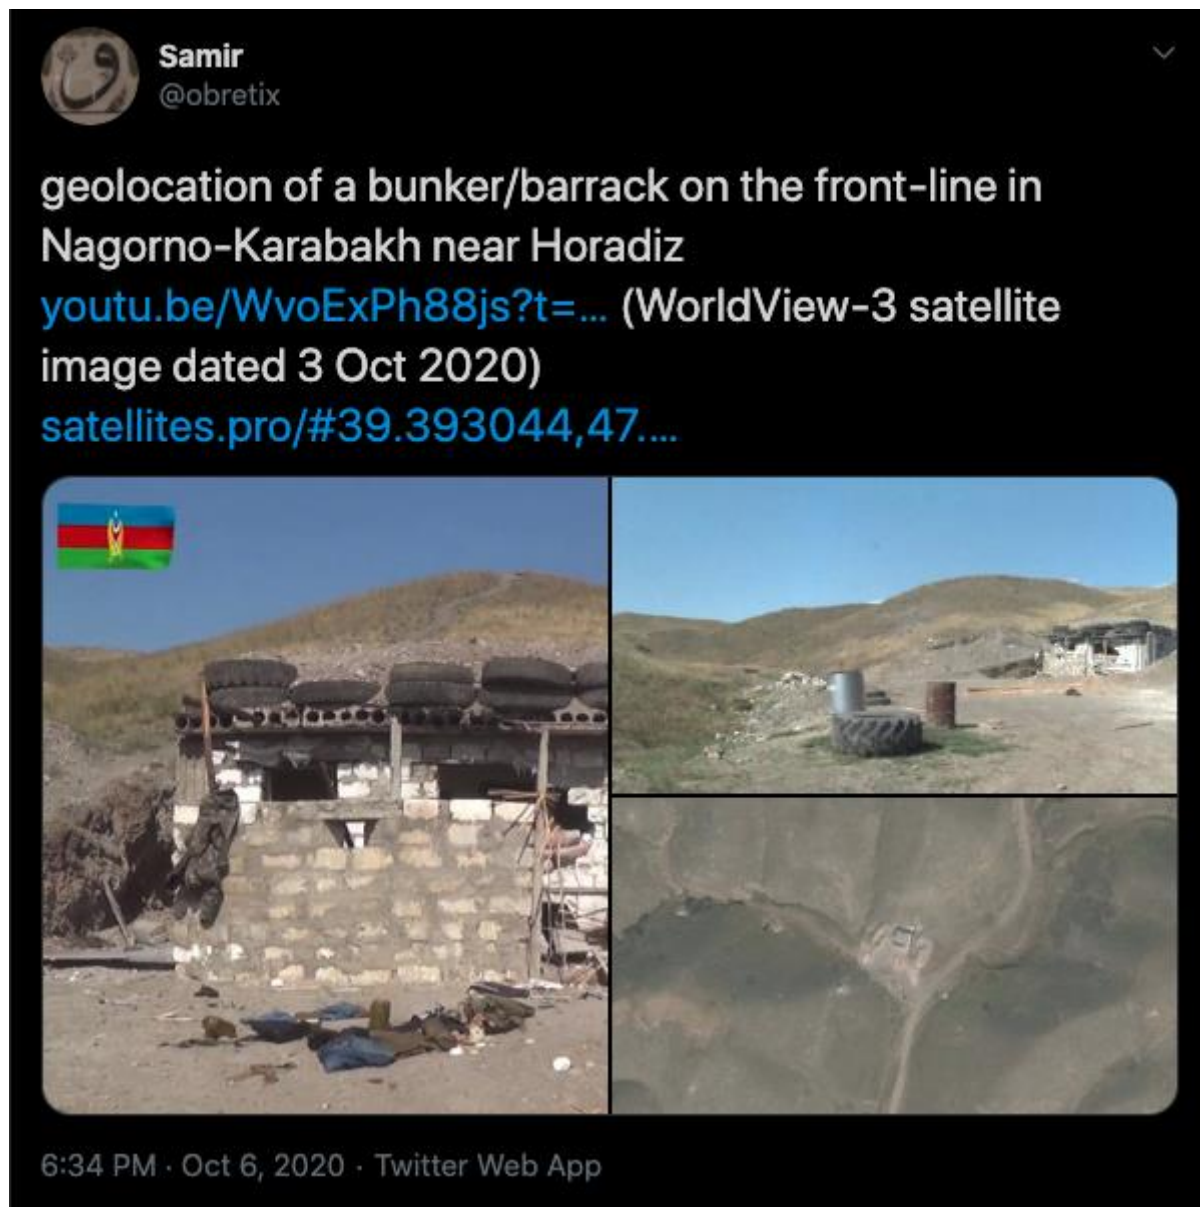 Samir
@obretix
geolocation of a bunker/barrack on the front-line in
Nagorno-Karabakh near Horadiz
youtu.be/WvoExPh88js?t=... (WorldView-3 satellite
image dated 3 Oct 2020)
satellites.pro/#39.393044,47....
6:34 PM · Oct 6, 2020 · Twitter Web App